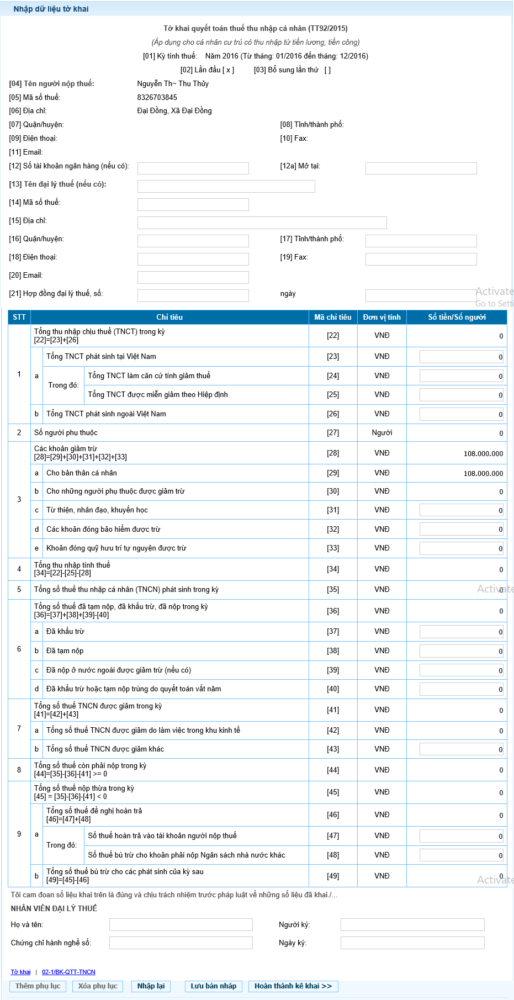 Nhập dữ liệu tờ khai
Tờ khai quyết toán thuế thu nhập cá nhân (TT92/2015)
(Áp dụng cho cá nhân cư trú có thu nhập từ tiền lương, tiền công)
[01] Kỳ tính thuế: Năm 2016 (Từ tháng: 01/2016 đến tháng: 12/2016)
[02] Lần đầu [ x ] [03] Bổ sung lần thứ [ ]
[04] Tên người nộp thuế: Nguyễn Th~ Thu Thủy
[05] Mã số thuế: 8326703845
[06] Địa chỉ: Đại Đồng, Xã Đại Đồng
[07] Quận/huyện: [08] Tỉnh/thành phố:
[09] Điện thoại: [10] Fax:
[11] Email:
[12] Số tài khoản ngân hàng (nếu có): [12a] Mở tại:
[13] Tên đại lý thuế (nếu có):
[14] Mã số thuế:
[15] Địa chỉ:
[16] Quận/huyện: [17] Tỉnh/thành phố:
[18] Điện thoại: [19] Fax:
[20] Email:
[21] Hợp đồng đại lý thuế, số: ngày
Activate
Go to Setti
STT Chỉ tiêu Mã chỉ tiêu Đơn vị tính Số tiền/Số người
1 Tổng thu nhập chịu thuế (TNCT) trong kỳ
[22]=[23]+[26] [22] VNĐ 0
a Tổng TNCT phát sinh tại Việt Nam [23] VNĐ 0
Trong đó: Tổng TNCT làm căn cứ tính giảm thuế [24] VNĐ 0
Tổng TNCT được miễn giảm theo Hiệp định [25] VNĐ 0
b Tổng TNCT phát sinh ngoài Việt Nam [26] VNĐ 0
2 Số người phụ thuộc [27] Người 0
3 Các khoản giảm trừ
[28]=[29]+[30]+[31]+[32]+[33] [28] VNĐ 108.000.000
a Cho bản thân cá nhân [29] VNĐ 108.000.000
b Cho những người phụ thuộc được giảm trừ [30] VNĐ 0
c Từ thiện, nhân đạo, khuyến học [31] VNĐ 0
d Các khoản đóng bảo hiểm được trừ [32] VNĐ 0
e Khoản đóng quỹ hưu trí tự nguyện được trừ [33] VNĐ 0
4 Tổng thu nhập tính thuế
[34]=[22]-[25]-[28] [34] VNĐ 0
5 Tổng số thuế thu nhập cá nhân (TNCN) phát sinh trong kỳ [35] VNĐ 0
Activate
6 Tổng số thuế đã tạm nộp, đã khấu trừ, đã nộp trong kỳ
[36]=[37]+[38]+[39]-[40] [36] VNĐ 0
a Đã khấu trừ [37] VNĐ 0
b Đã tạm nộp [38] VNĐ 0
c Đã nộp ở nước ngoài được giảm trừ (nếu có) [39] VNĐ 0
d Đã khấu trừ hoặc tạm nộp trùng do quyết toán vắt năm [40] VNĐ 0
7 Tổng số thuế TNCN được giảm trong kỳ
[41]=[42]+[43] [41] VNĐ 0
a Tổng số thuế TNCN được giảm do làm việc trong khu kinh tế [42] VNĐ 0
b Tổng số thuế TNCN được giảm khác [43] VNĐ 0
8 Tổng số thuế còn phải nộp trong kỳ
[44]=[35]-[36]-[41] >= 0 [44] VNĐ 0
9 Tổng số thuế nộp thừa trong kỳ
[45] = [35]-[36]-[41] < 0 [45] VNĐ 0
a Tổng số thuế đề nghị hoàn trả
[46]=[47]+[48] [46] VNĐ 0
Trong đó: Số thuế hoàn trả vào tài khoản người nộp thuế [47] VNĐ 0
Số thuế bù trừ cho khoản phải nộp Ngân sách nhà nước khác [48] VNĐ 0
b Tổng số thuế bù trừ cho các phát sinh của kỳ sau
[49]=[45]-[46] [49] VNĐ 0
Activate
Tôi cam đoan số liệu khai trên là đúng và chịu trách nhiệm trước pháp luật về những số liệu đã khai./...
NHÂN VIÊN ĐẠI LÝ THUẾ
Họ và tên: Người ký:
Chứng chỉ hành nghề số: Ngày ký:
Tờ khai | 02-1/BK-QTT-TNCN
Thêm phụ lục Xóa phụ lục Nhập lại Lưu bản nháp Hoàn thành kê khai >>